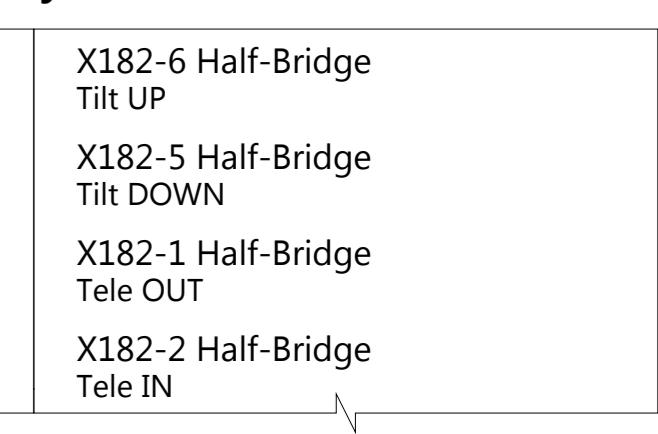 X182-6 Half-Bridge
Tilt UP
X182-5 Half-Bridge
Tilt DOWN
X182-1 Half-Bridge
Tele OUT
X182-2 Half-Bridge
Tele IN